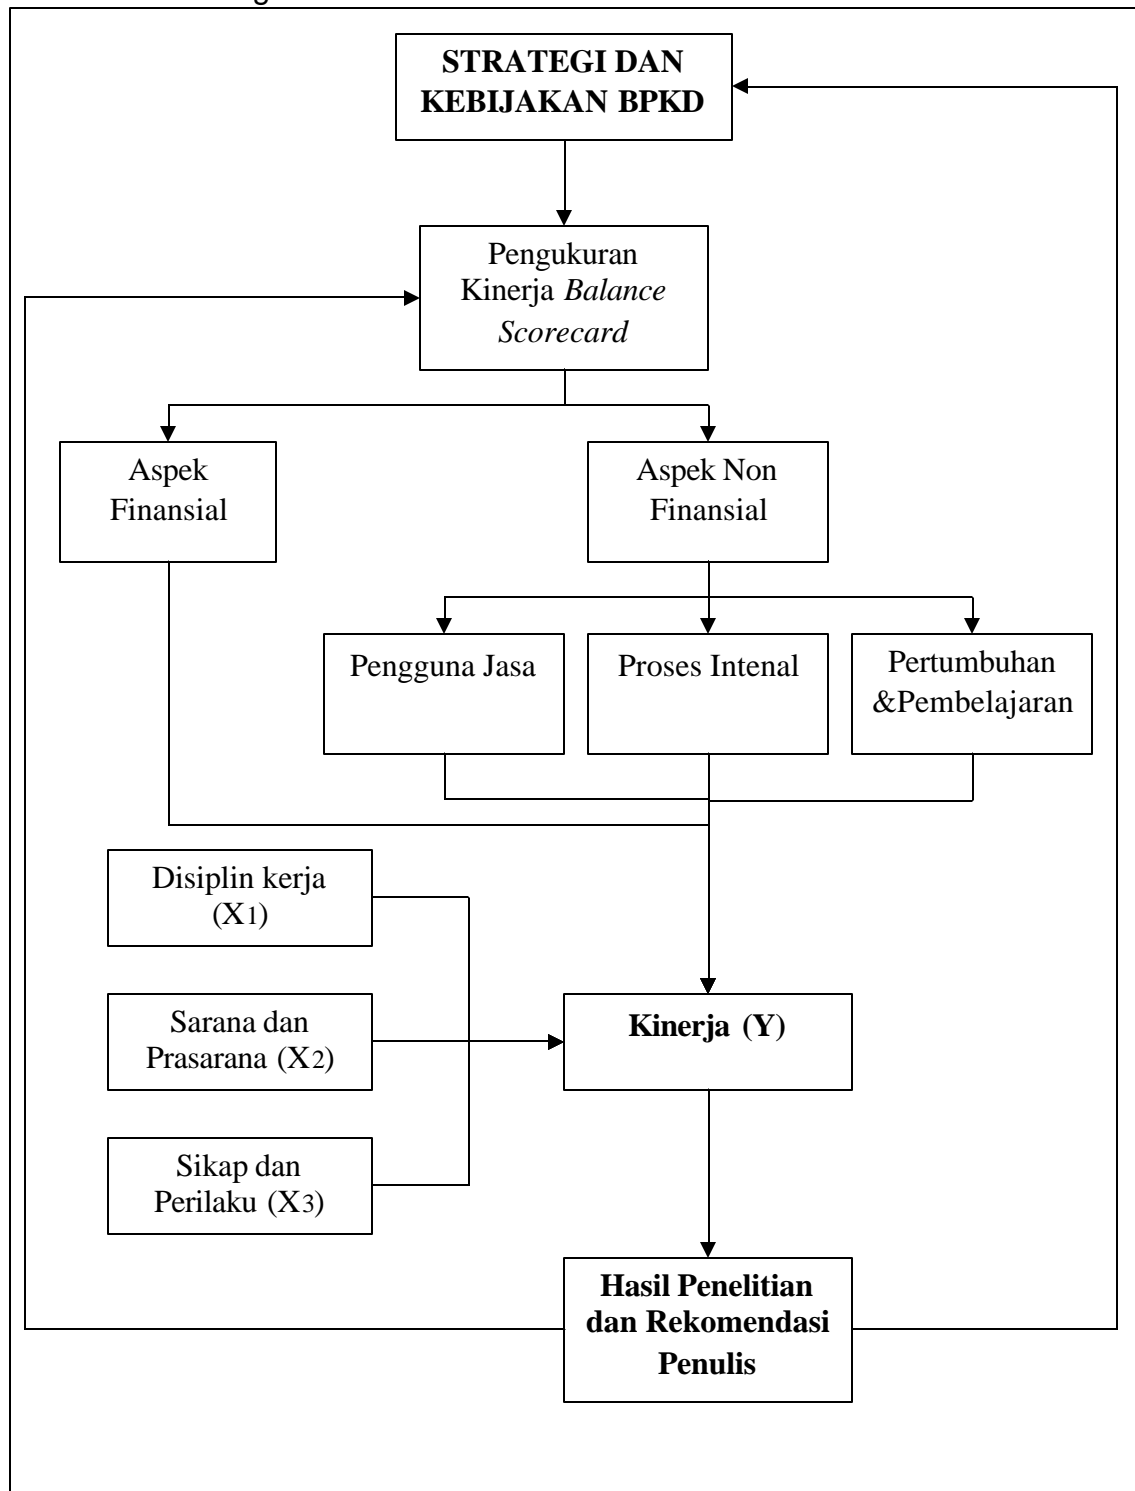 STRATEGI DAN
KEBIJAKAN BPKD
Pengukuran
Kinerja Balance
Scorecard
Aspek
Finansial
Aspek Non
Finansial
Pengguna Jasa
Proses Intenal
Pertumbuhan
&Pembelajaran
Disiplin kerja
(X1)
Sarana dan
Prasarana (X2)
Kinerja (Y)
Sikap dan
Perilaku (X3)
Hasil Penelitian
dan Rekomendasi
Penulis